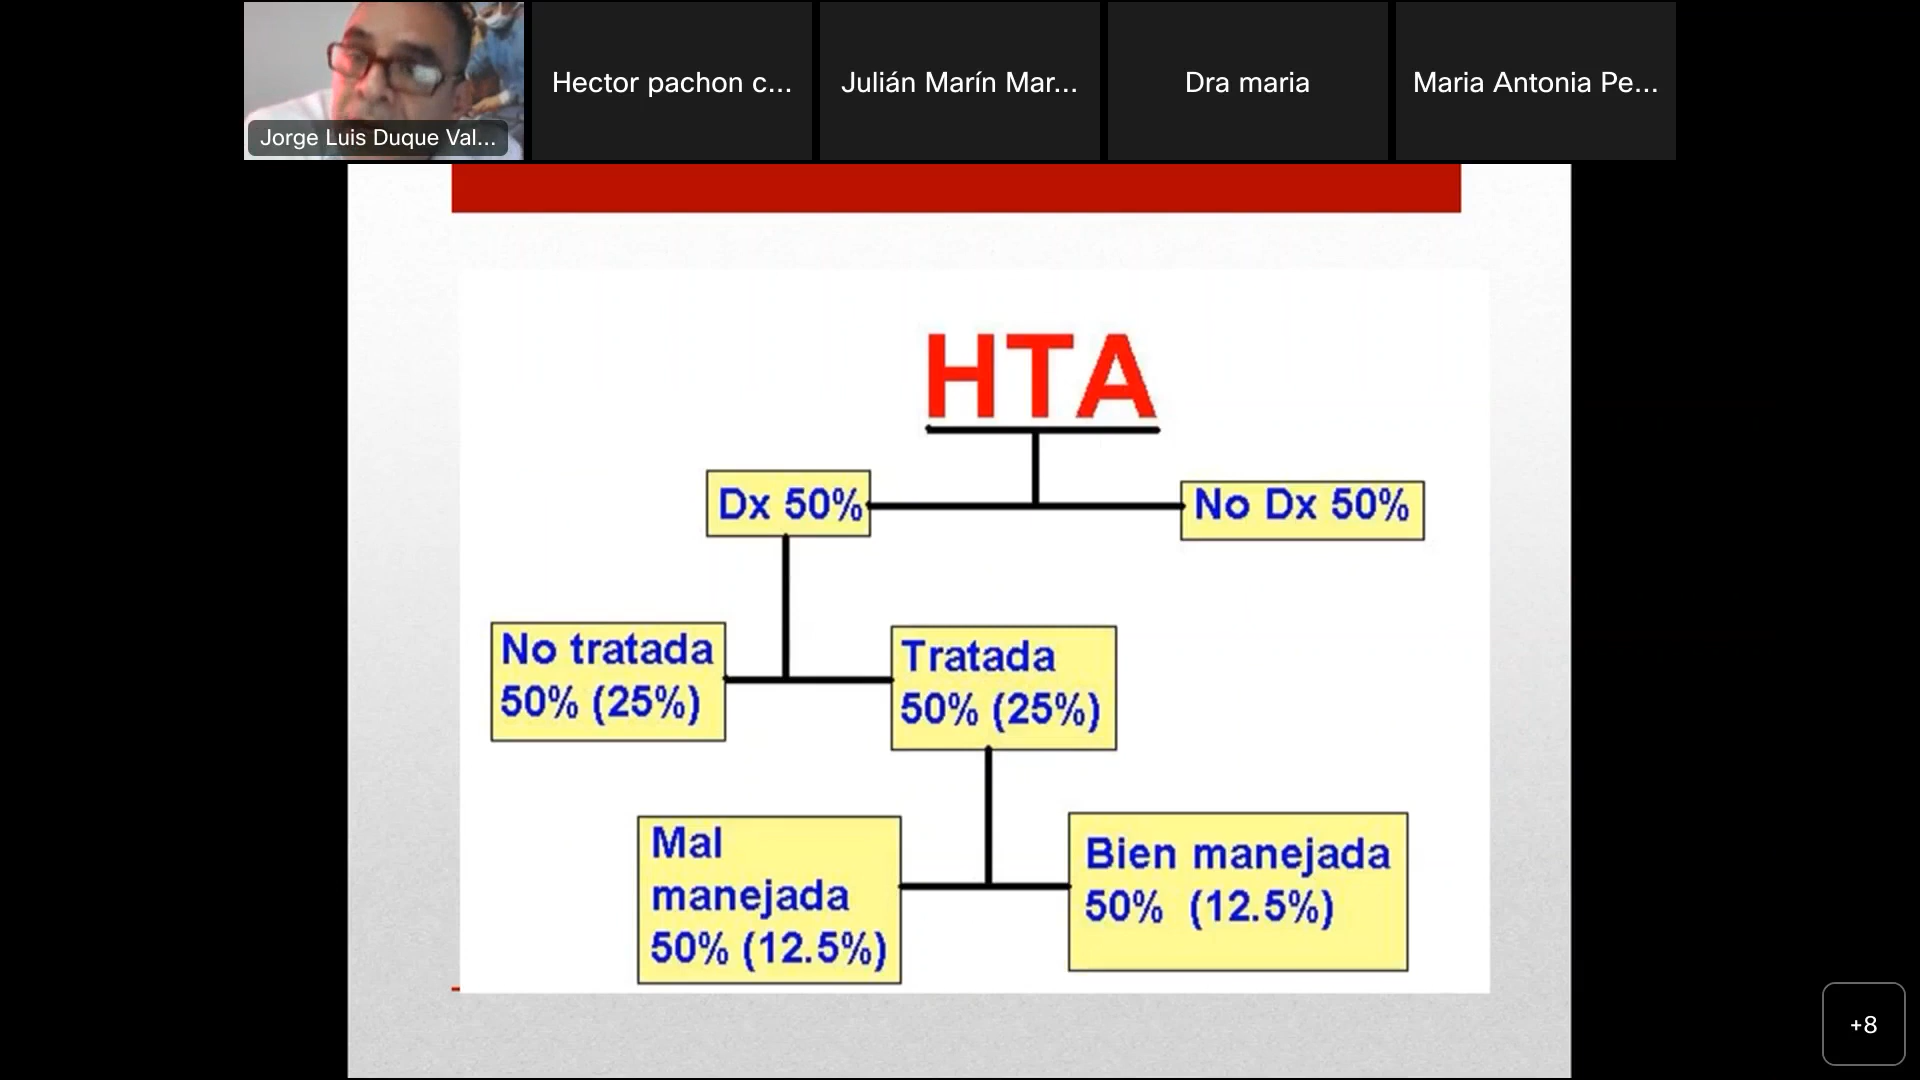 Jorge Luis Duque Val...
Hector pachon c...
Julián Marín Mar...
Dra maria
Maria Antonia Pe...
HTA
Dx 50%
No Dx 50%
No tratada
50% (25%)
Tratada
50% (25%)
Mal
manejada
50% (12.5%)
Bien manejada
50% (12.5%)
+8